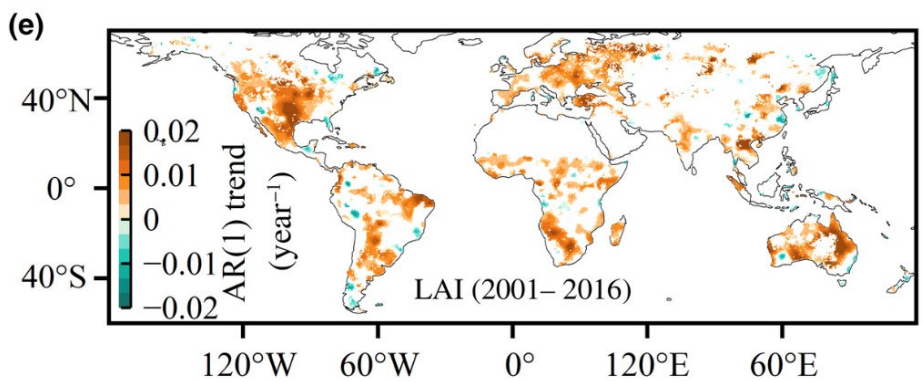 (e)
40°N
0°
40°S
0.02
0.01
0
−0.01
−0.02
AR(1) trend
(year⁻¹)
LAI (2001– 2016)
120°W 60°W 0° 120°E 60°E